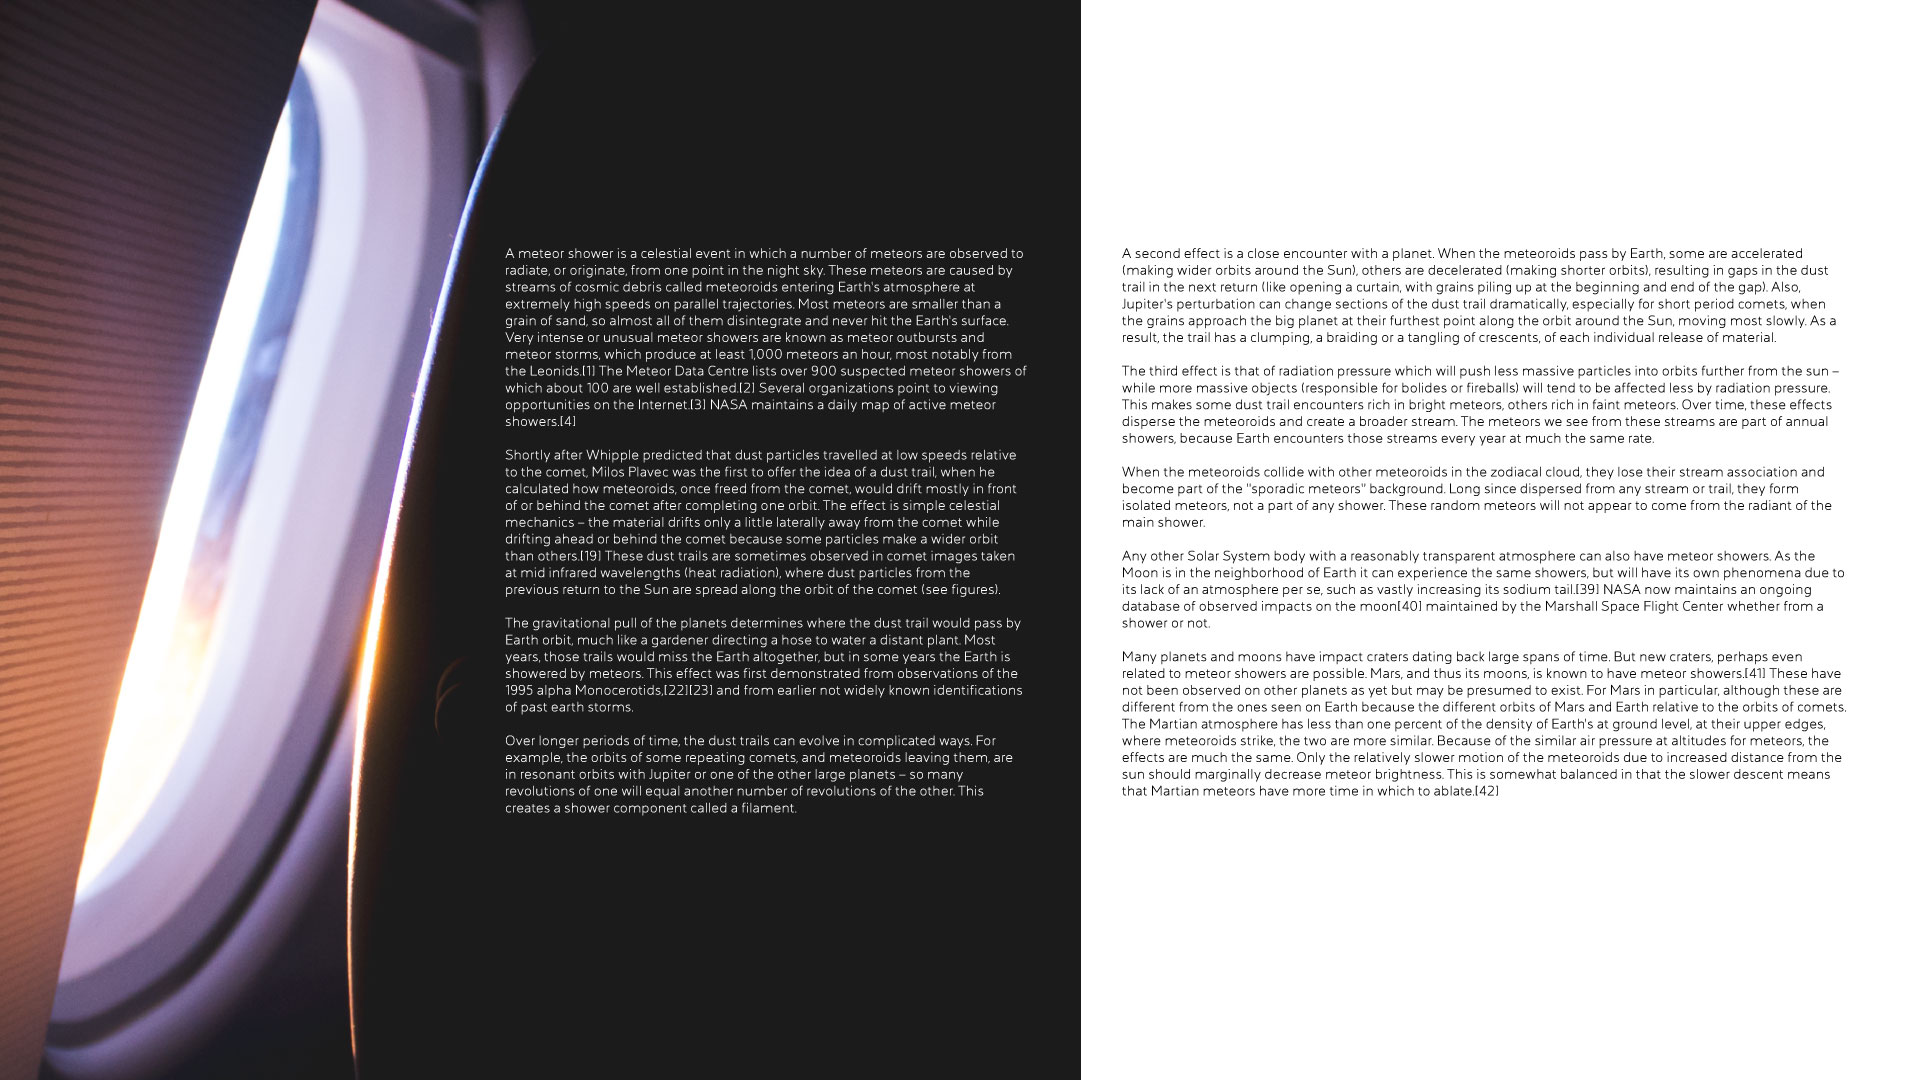 A meteor shower is a celestial event in which a number of meteors are observed to
radiate, or originate, from one point in the night sky. These meteors are caused by
streams of cosmic debris called meteoroids entering Earth's atmosphere at
extremely high speeds on parallel trajectories. Most meteors are smaller than a
grain of sand, so almost all of them disintegrate and never hit the Earth's surface.
Very intense or unusual meteor showers are known as meteor outbursts and
meteor storms, which produce at least 1,000 meteors an hour, most notably from
the Leonids.[1] The Meteor Data Centre lists over 900 suspected meteor showers of
which about 100 are well established.[2] Several organizations point to viewing
opportunities on the Internet.[3] NASA maintains a daily map of active meteor
showers.[4]
Shortly after Whipple predicted that dust particles travelled at low speeds relative
to the comet, Milos Plavec was the first to offer the idea of a dust trail, when he
calculated how meteoroids, once freed from the comet, would drift mostly in front
of or behind the comet after completing one orbit. The effect is simple celestial
mechanics – the material drifts only a little laterally away from the comet while
drifting ahead or behind the comet because some particles make a wider orbit
than others.[19] These dust trails are sometimes observed in comet images taken
at mid infrared wavelengths (heat radiation), where dust particles from the
previous return to the Sun are spread along the orbit of the comet (see figures).
The gravitational pull of the planets determines where the dust trail would pass by
Earth orbit, much like a gardener directing a hose to water a distant plant. Most
years, those trails would miss the Earth altogether, but in some years the Earth is
showered by meteors. This effect was first demonstrated from observations of the
1995 alpha Monocerotids,[22][23] and from earlier not widely known identifications
of past earth storms.
Over longer periods of time, the dust trails can evolve in complicated ways. For
example, the orbits of some repeating comets, and meteoroids leaving them, are
in resonant orbits with Jupiter or one of the other large planets – so many
revolutions of one will equal another number of revolutions of the other. This
creates a shower component called a filament.
A second effect is a close encounter with a planet. When the meteoroids pass by Earth, some are accelerated
(making wider orbits around the Sun), others are decelerated (making shorter orbits), resulting in gaps in the dust
trail in the next return (like opening a curtain, with grains piling up at the beginning and end of the gap). Also,
Jupiter's perturbation can change sections of the dust trail dramatically, especially for short period comets, when
the grains approach the big planet at their furthest point along the orbit around the Sun, moving most slowly. As a
result, the trail has a clumping, a braiding or a tangling of crescents, of each individual release of material.
The third effect is that of radiation pressure which will push less massive particles into orbits further from the sun –
while more massive objects (responsible for bolides or fireballs) will tend to be affected less by radiation pressure.
This makes some dust trail encounters rich in bright meteors, others rich in faint meteors. Over time, these effects
disperse the meteoroids and create a broader stream. The meteors we see from these streams are part of annual
showers, because Earth encounters those streams every year at much the same rate.
When the meteoroids collide with other meteoroids in the zodiacal cloud, they lose their stream association and
become part of the "sporadic meteors" background. Long since dispersed from any stream or trail, they form
isolated meteors, not a part of any shower. These random meteors will not appear to come from the radiant of the
main shower.
Any other Solar System body with a reasonably transparent atmosphere can also have meteor showers. As the
Moon is in the neighborhood of Earth it can experience the same showers, but will have its own phenomena due to
its lack of an atmosphere per se, such as vastly increasing its sodium tail.[39] NASA now maintains an ongoing
database of observed impacts on the moon[40] maintained by the Marshall Space Flight Center whether from a
shower or not.
Many planets and moons have impact craters dating back large spans of time. But new craters, perhaps even
related to meteor showers are possible. Mars, and thus its moons, is known to have meteor showers.[41] These have
not been observed on other planets as yet but may be presumed to exist. For Mars in particular, although these are
different from the ones seen on Earth because the different orbits of Mars and Earth relative to the orbits of comets.
The Martian atmosphere has less than one percent of the density of Earth's at ground level, at their upper edges,
where meteoroids strike, the two are more similar. Because of the similar air pressure at altitudes for meteors, the
effects are much the same. Only the relatively slower motion of the meteoroids due to increased distance from the
sun should marginally decrease meteor brightness. This is somewhat balanced in that the slower descent means
that Martian meteors have more time in which to ablate.[42]